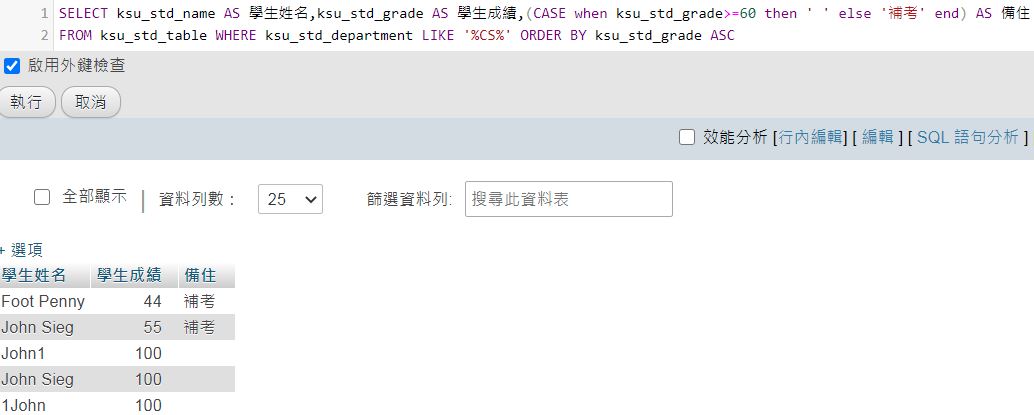 1 SELECT ksu_std_name AS 學生姓名,ksu_std_grade AS 學生成績,(CASE when ksu_std_grade>=60 then ' ' else '補考' end) AS 備住
2 FROM ksu_std_table WHERE ksu_std_department LIKE '%CS%' ORDER BY ksu_std_grade ASC
啟用外鍵檢查
執行 取消
效能分析 [行內編輯] [ 編輯 ] [ SQL 語句分析 ]
全部顯示 | 資料列數： 25 篩選資料列: 搜尋此資料表
+ 選項
學生姓名 學生成績 備住
Foot Penny 44 補考
John Sieg 55 補考
John1 100
John Sieg 100
1John 100